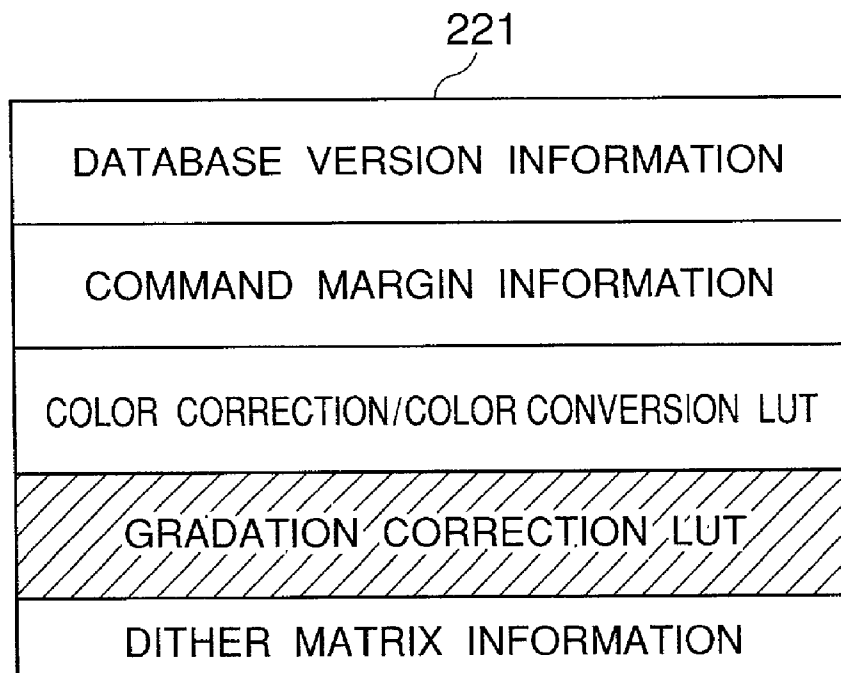 221
DATABASE VERSION INFORMATION
COMMAND MARGIN INFORMATION
COLOR CORRECTION/COLOR CONVERSION LUT
GRADATION CORRECTION LUT
DITHER MATRIX INFORMATION